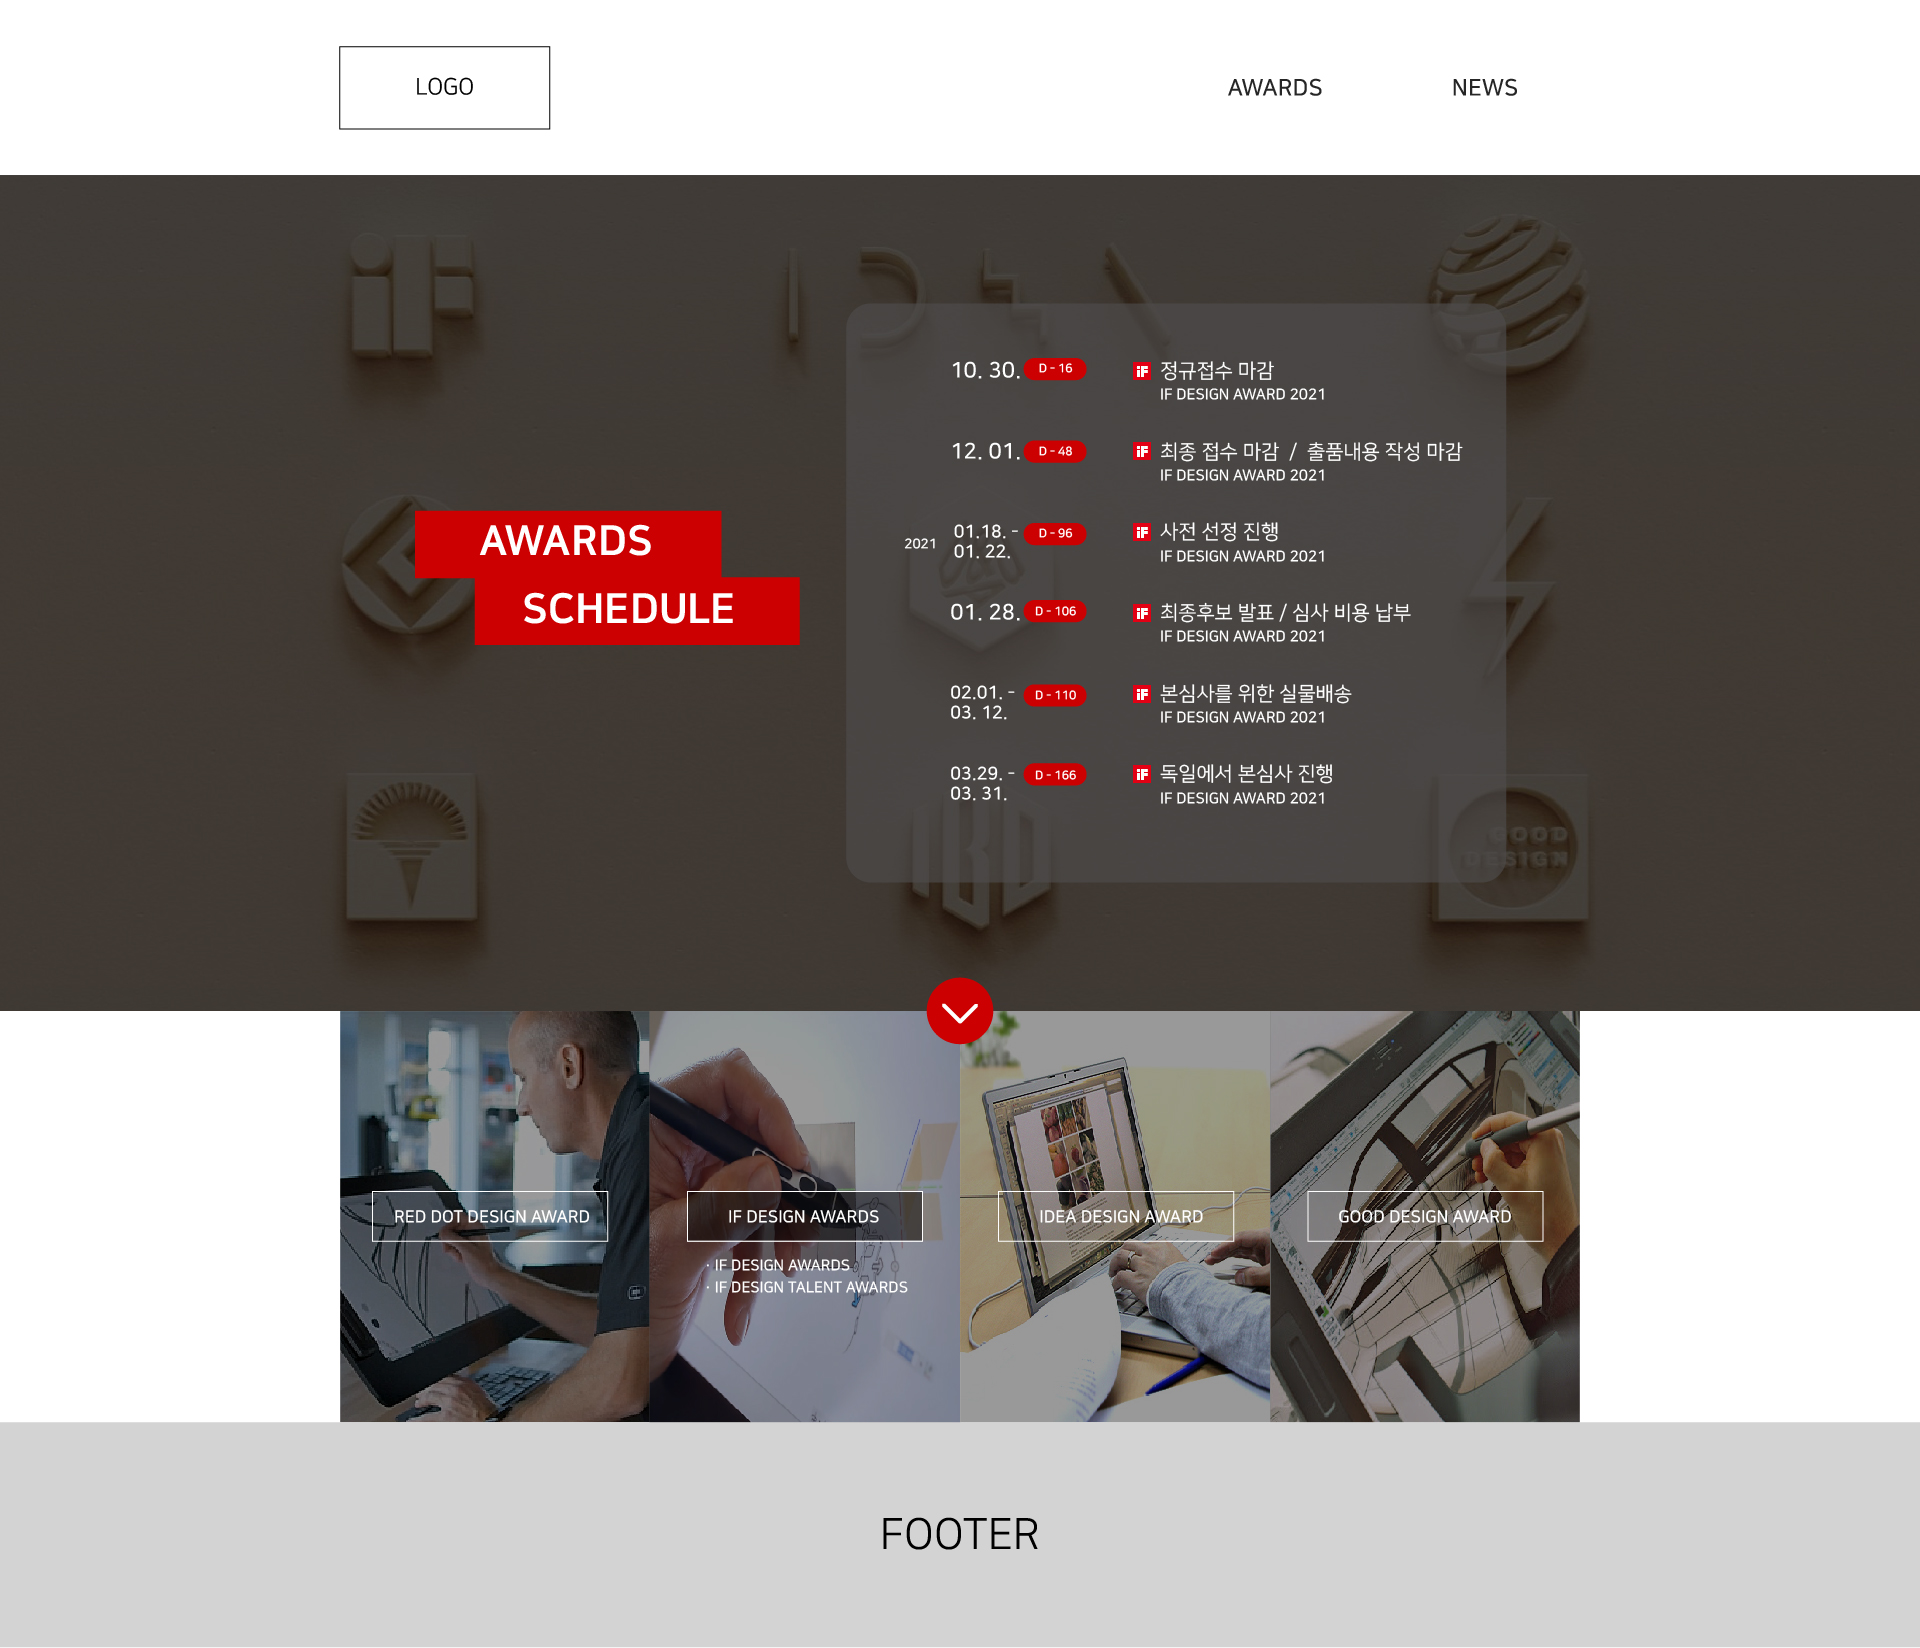 LOGO
AWARDS
NEWS
AWARDS
SCHEDULE
10. 30. D - 16
iF 정규접수 마감
IF DESIGN AWARD 2021
12. 01. D - 48
iF 최종 접수 마감 / 출품내용 작성 마감
IF DESIGN AWARD 2021
2021
01.18. - D - 96
01. 22.
iF 사전 선정 진행
IF DESIGN AWARD 2021
01. 28. D - 106
iF 최종후보 발표 / 심사 비용 납부
IF DESIGN AWARD 2021
02.01. - D - 110
03. 12.
iF 본심사를 위한 실물배송
IF DESIGN AWARD 2021
03.29. - D - 166
03. 31.
iF 독일에서 본심사 진행
IF DESIGN AWARD 2021
iF
GOOD
DESIGN
RED DOT DESIGN AWARD
IF DESIGN AWARDS
· IF DESIGN AWARDS
· IF DESIGN TALENT AWARDS
IDEA DESIGN AWARD
GOOD DESIGN AWARD
FOOTER